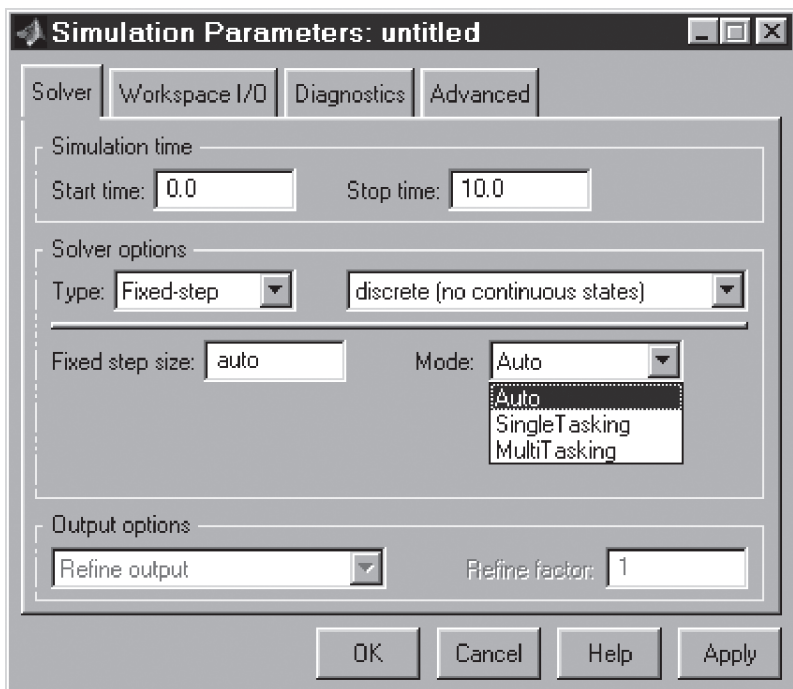 Simulation Parameters: untitled
Solver Workspace I/O Diagnostics Advanced
Simulation time
Start time: 0.0 Stop time: 10.0
Solver options
Type: Fixed-step discrete (no continuous states)
Fixed step size: auto Mode: Auto
Auto
SingleTasking
MultiTasking
Output options
Refine output Refine factor: 1
OK Cancel Help Apply